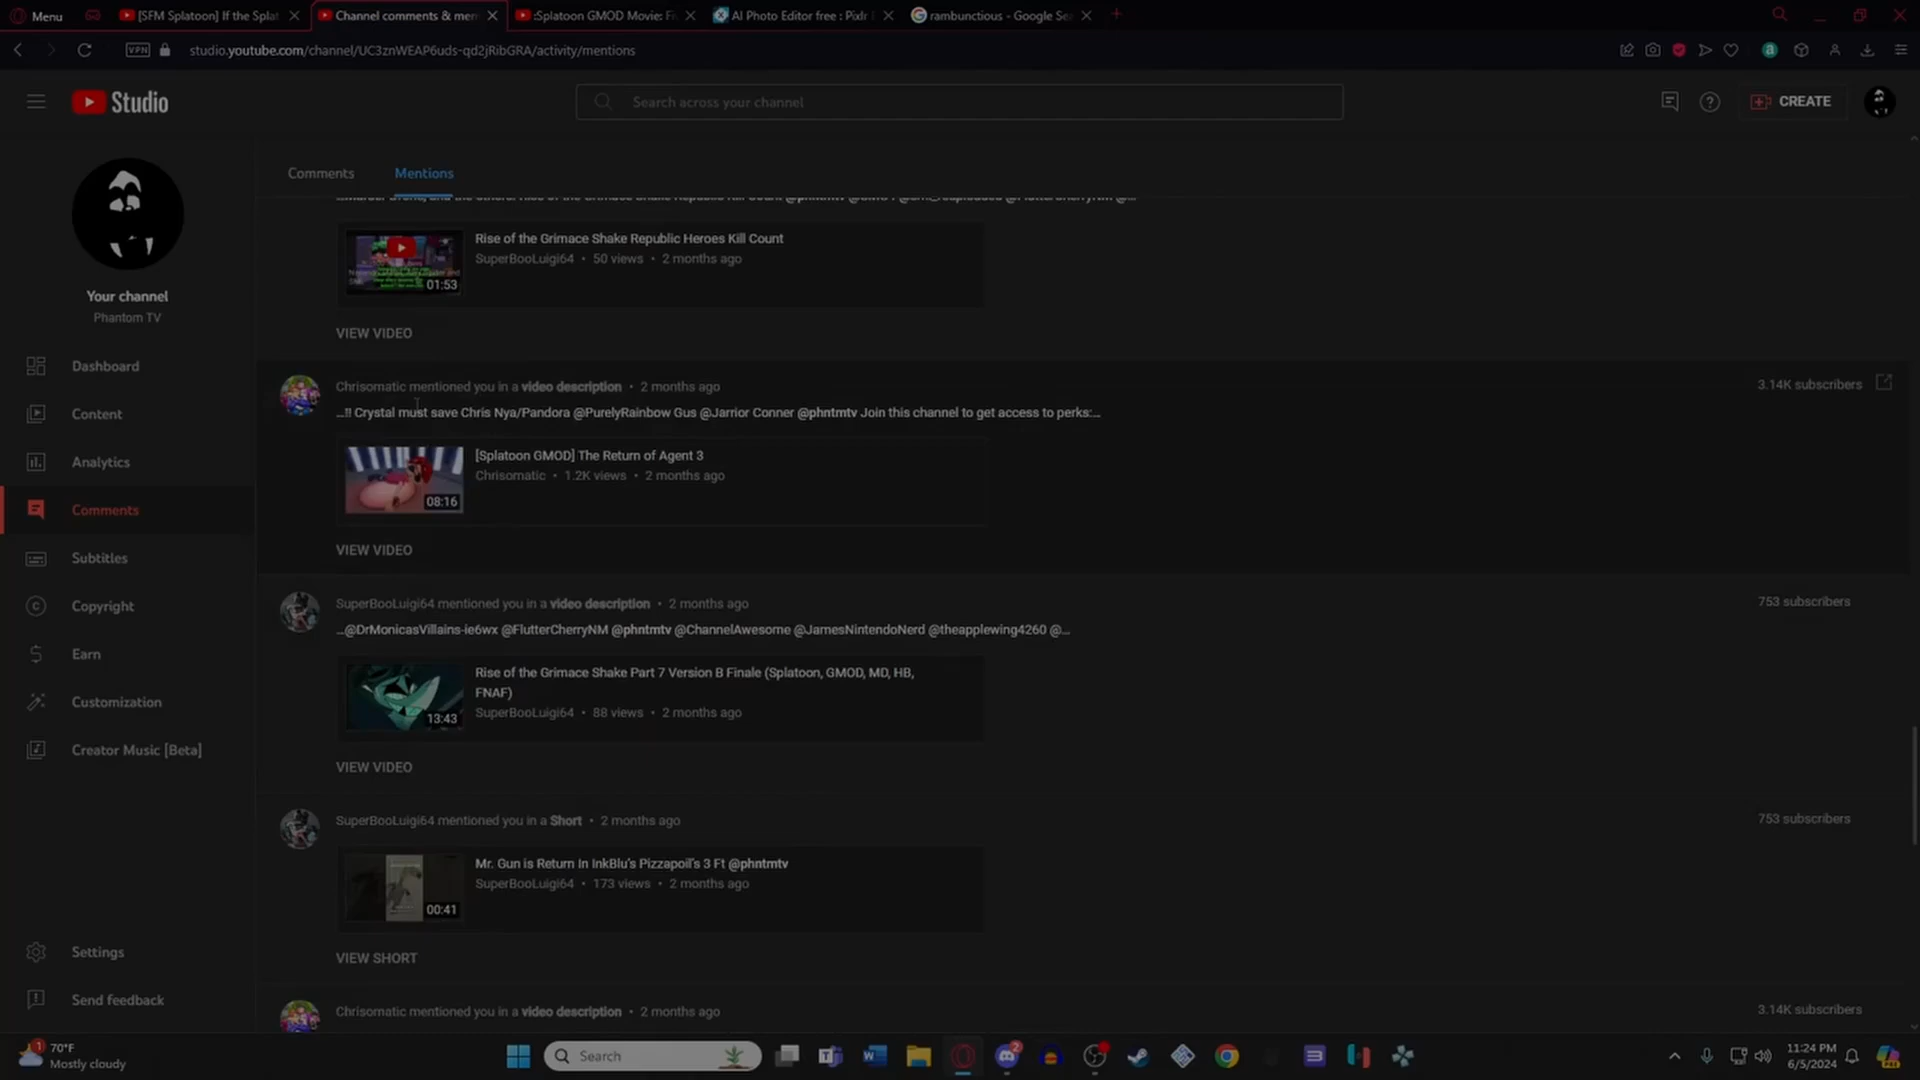 Menu
[SFM Splatoon] If the Splat
Channel comments & men
:Splatoon GMOD Movie: Fi
AI Photo Editor free : Pixlr
rambunctious - Google Sea
VPN
studio.youtube.com/channel/UC3znWEAP6uds-qd2jRibGRA/activity/mentions
Studio
Search across your channel
CREATE
Your channel
Phantom TV
Dashboard
Content
Analytics
Comments
Subtitles
Copyright
Earn
Customization
Creator Music [Beta]
Settings
Send feedback
Comments
Mentions
Rise of the Grimace Shake Republic Heroes Kill Count
SuperBooLuigi64 • 50 views • 2 months ago
01:53
VIEW VIDEO
Chrisomatic mentioned you in a video description • 2 months ago
3.14K subscribers
…!! Crystal must save Chris Nya/Pandora @PurelyRainbow Gus @Jarrior Conner @phntmtv Join this channel to get access to perks:…
[Splatoon GMOD] The Return of Agent 3
Chrisomatic • 1.2K views • 2 months ago
08:16
VIEW VIDEO
SuperBooLuigi64 mentioned you in a video description • 2 months ago
753 subscribers
…@DrMonicasVillains-ie6wx @FlutterCherryNM @phntmtv @ChannelAwesome @JamesNintendoNerd @theapplewing4260 @…
Rise of the Grimace Shake Part 7 Version B Finale (Splatoon, GMOD, MD, HB,
FNAF)
SuperBooLuigi64 • 88 views • 2 months ago
13:43
VIEW VIDEO
SuperBooLuigi64 mentioned you in a Short • 2 months ago
753 subscribers
Mr. Gun is Return In InkBlu's Pizzapoil's 3 Ft @phntmtv
SuperBooLuigi64 • 173 views • 2 months ago
00:41
VIEW SHORT
Chrisomatic mentioned you in a video description • 2 months ago
3.14K subscribers
1
70°F
Mostly cloudy
Search
2
11:24 PM
6/5/2024